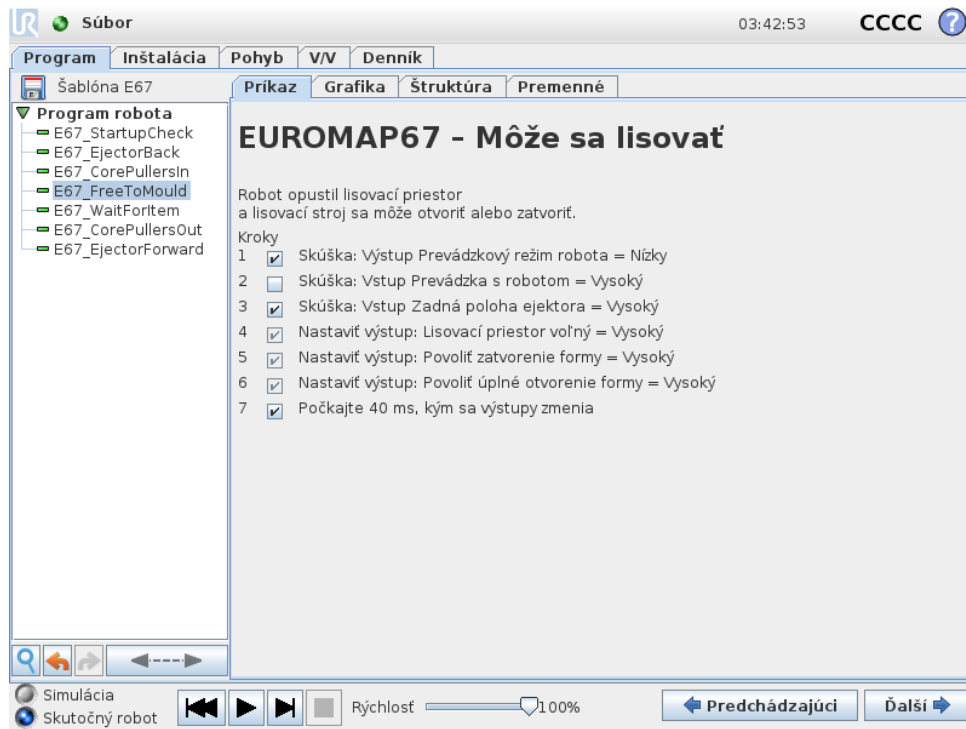 UR Súbor 03:42:53 CCCC ?
Program Inštalácia Pohyb V/V Denník
Šablóna E67 Príkaz Grafika Štruktúra Premenné
Program robota
E67_StartupCheck
E67_EjectorBack
E67_CorePullersIn
E67_FreeToMould
E67_WaitForItem
E67_CorePullersOut
E67_EjectorForward
EUROMAP67 – Môže sa lisovať
Robot opustil lisovací priestor
a lisovací stroj sa môže otvoriť alebo zatvoriť.
Kroky
1 Skúška: Výstup Prevádzkový režim robota = Nízky
2 Skúška: Vstup Prevádzka s robotom = Vysoký
3 Skúška: Vstup Zadná poloha ejektora = Vysoký
4 Nastaviť výstup: Lisovací priestor voľný = Vysoký
5 Nastaviť výstup: Povoliť zatvorenie formy = Vysoký
6 Nastaviť výstup: Povoliť úplné otvorenie formy = Vysoký
7 Počkajte 40 ms, kým sa výstupy zmenia
Simulácia
Skutočný robot
Rýchlosť 100%
Predchádzajúci
Ďalší